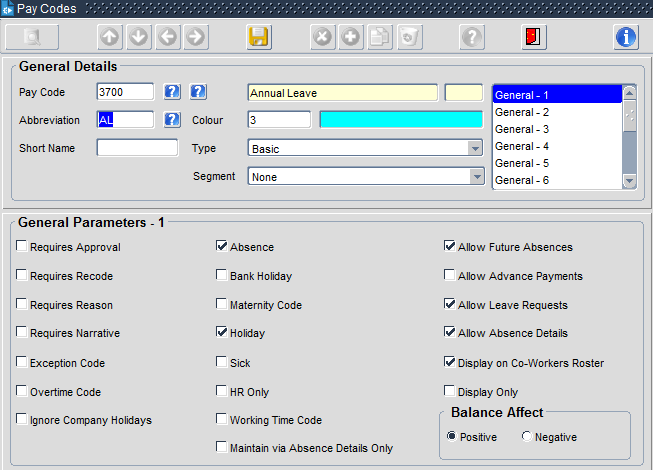 Pay Codes
General Details
Pay Code 3700 ? ? Annual Leave
Abbreviation AL ? Colour 3
Short Name Type Basic
Segment None
General - 1
General - 2
General - 3
General - 4
General - 5
General - 6
General Parameters - 1
Requires Approval Absence Allow Future Absences
Requires Recode Bank Holiday Allow Advance Payments
Requires Reason Maternity Code Allow Leave Requests
Requires Narrative Holiday Allow Absence Details
Exception Code Sick Display on Co-Workers Roster
Overtime Code HR Only Display Only
Ignore Company Holidays Working Time Code
Maintain via Absence Details Only
Balance Affect
Positive Negative